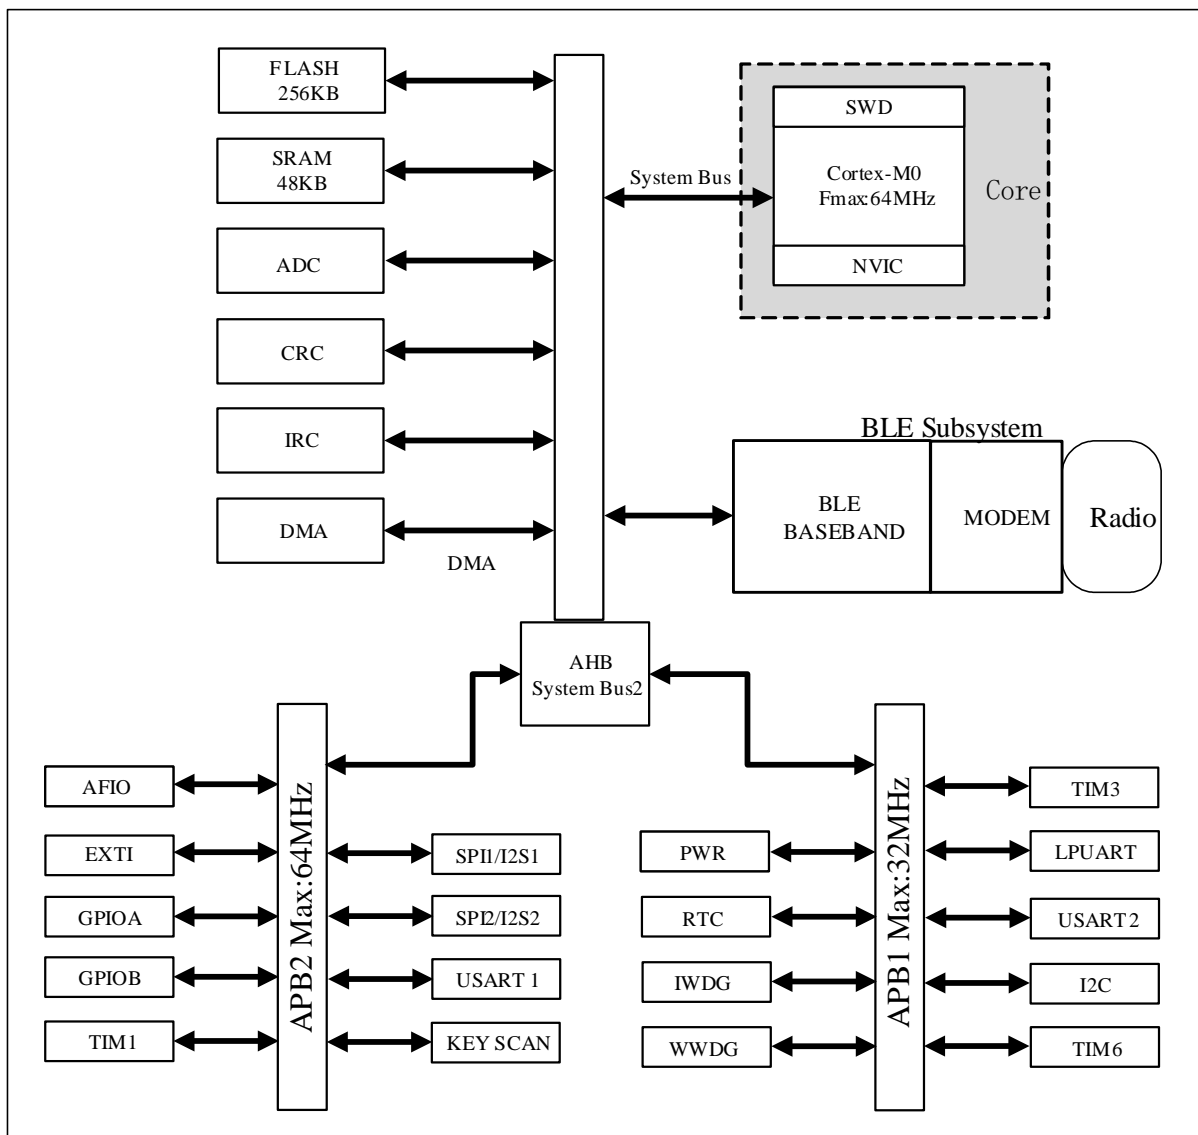 FLASH
256KB
SRAM
48KB
ADC
CRC
IRC
DMA
DMA
System Bus
SWD
Cortex-M0
Fmax:64MHz
NVIC
Core
BLE Subsystem
BLE
BASEBAND
MODEM
Radio
AHB
System Bus2
APB2 Max:64MHz
AFIO
EXTI
GPIOA
GPIOB
TIM1
SPI1/I2S1
SPI2/I2S2
USART 1
KEY SCAN
APB1 Max:32MHz
PWR
RTC
IWDG
WWDG
TIM3
LPUART
USART 2
I2C
TIM6